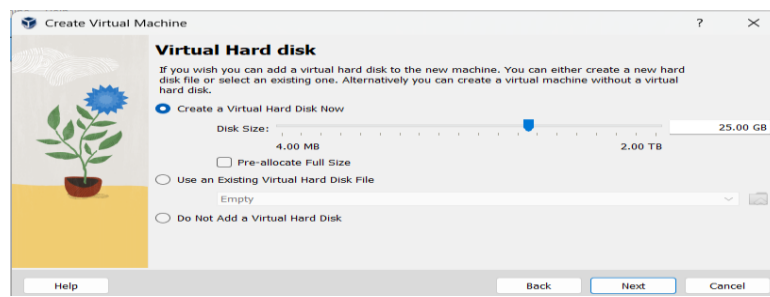 Create Virtual Machine
?
Virtual Hard disk
If you wish you can add a virtual hard disk to the new machine. You can either create a new hard
disk file or select an existing one. Alternatively you can create a virtual machine without a virtual
hard disk.
Create a Virtual Hard Disk Now
Disk Size:
25.00 GB
4.00 MB
2.00 TB
Pre-allocate Full Size
Use an Existing Virtual Hard Disk File
Empty
Do Not Add a Virtual Hard Disk
Help
Back
Next
Cancel